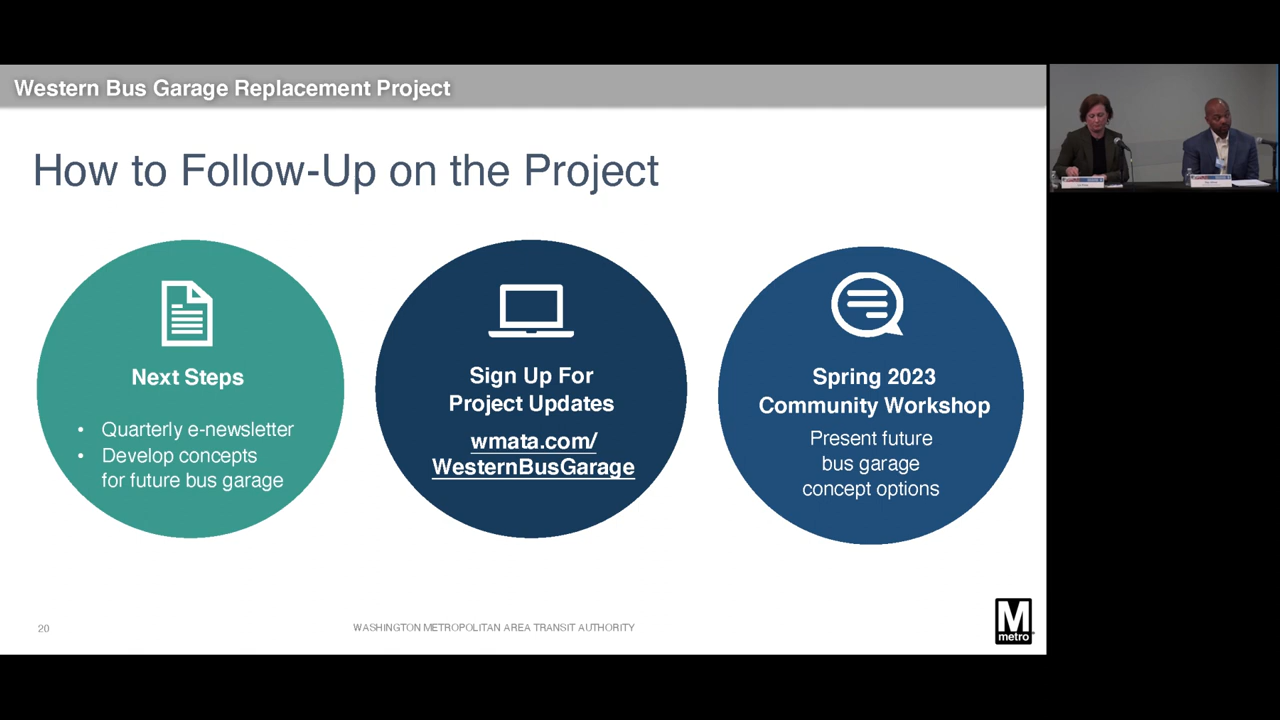 Western Bus Garage Replacement Project
How to Follow-Up on the Project
Next Steps
• Quarterly e-newsletter
• Develop concepts
for future bus garage
Sign Up For
Project Updates
wmata.com/
WesternBusGarage
Spring 2023
Community Workshop
Present future
bus garage
concept options
20
WASHINGTON METROPOLITAN AREA TRANSIT AUTHORITY
M
metro